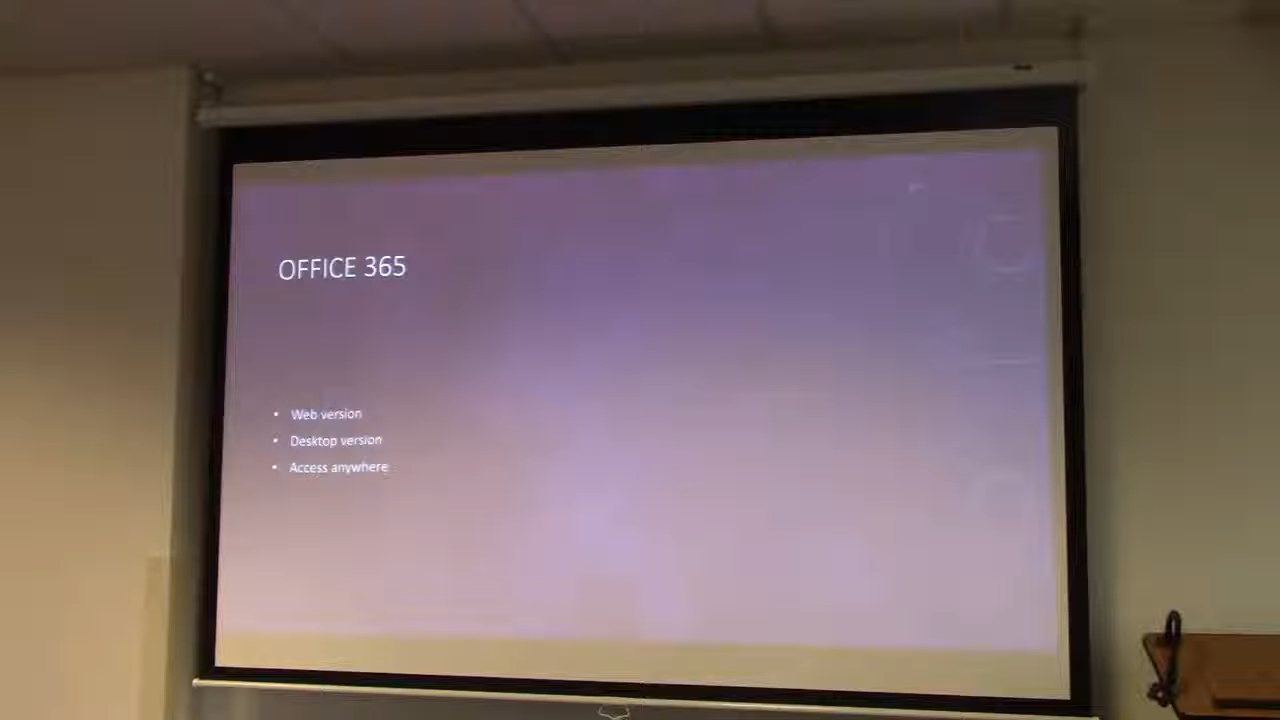 OFFICE 365
• Web version
• Desktop version
• Access anywhere